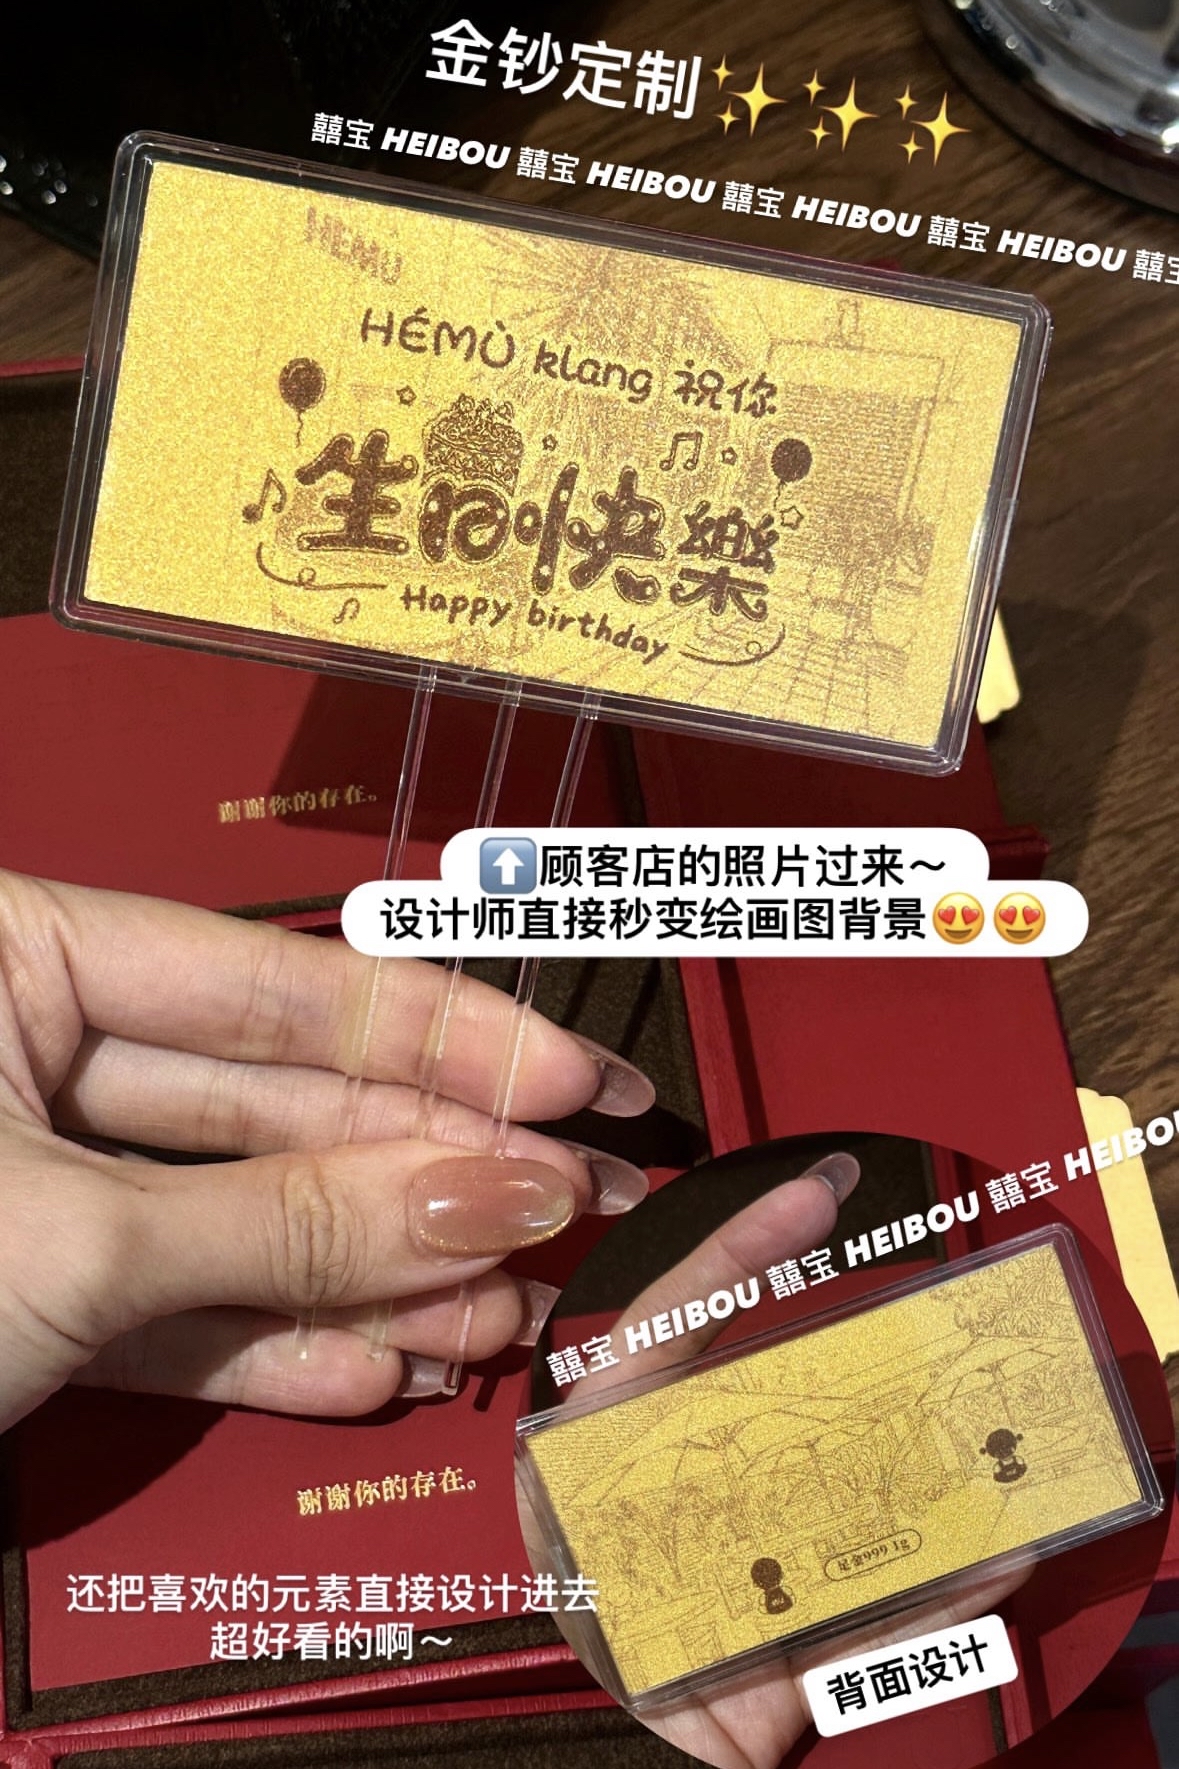 金钞定制✨✨✨
囍宝 HEIBOU 囍宝 HEIBOU 囍宝 HEIBOU 囍宝 HEIBOU 囍宝
HEMU
HÉMÙ klang 祝你
生日快樂
Happy birthday
谢谢你的存在。
⬆️顾客店的照片过来～
设计师直接秒变绘画图背景😍😍
囍宝 HEIBOU 囍宝 HEIBOU 囍宝 HEIBOU
足金999 1g
谢谢你的存在。
还把喜欢的元素直接设计进去
超好看的啊～
背面设计